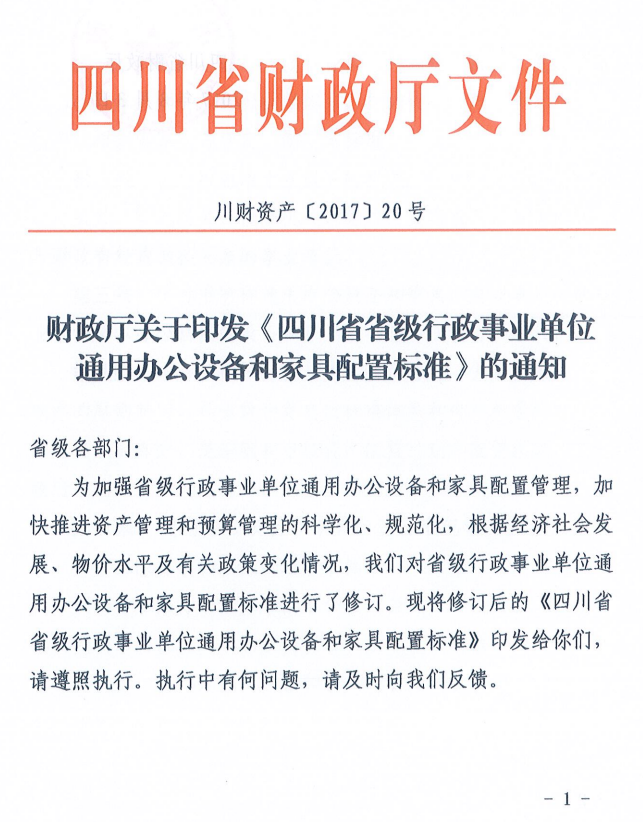 四川省财政厅文件
川财资产〔2017〕20号
财政厅关于印发《四川省省级行政事业单位
通用办公设备和家具配置标准》的通知
省级各部门：
为加强省级行政事业单位通用办公设备和家具配置管理，加
快推进资产管理和预算管理的科学化、规范化，根据经济社会发
展、物价水平及有关政策变化情况，我们对省级行政事业单位通
用办公设备和家具配置标准进行了修订。现将修订后的《四川省
省级行政事业单位通用办公设备和家具配置标准》印发给你们，
请遵照执行。执行中有何问题，请及时向我们反馈。
- 1 -